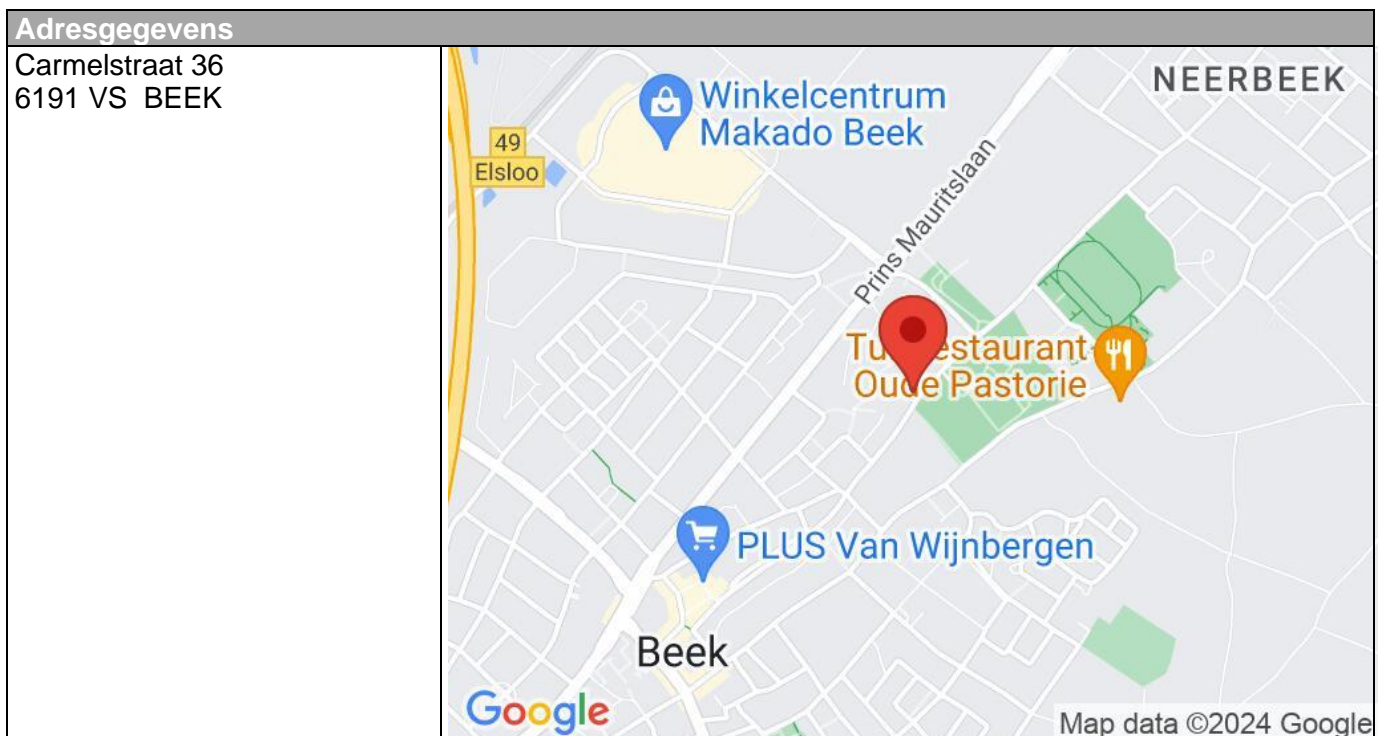 Adresgegevens
Carmelstraat 36
6191 VS BEEK
NEERBEEK
Winkelcentrum
Makado Beek
49
Elsloo
Prins Mauritslaan
Oude Pastorie
PLUS Van Wijnbergen
Beek
Google
Map data ©2024 Google